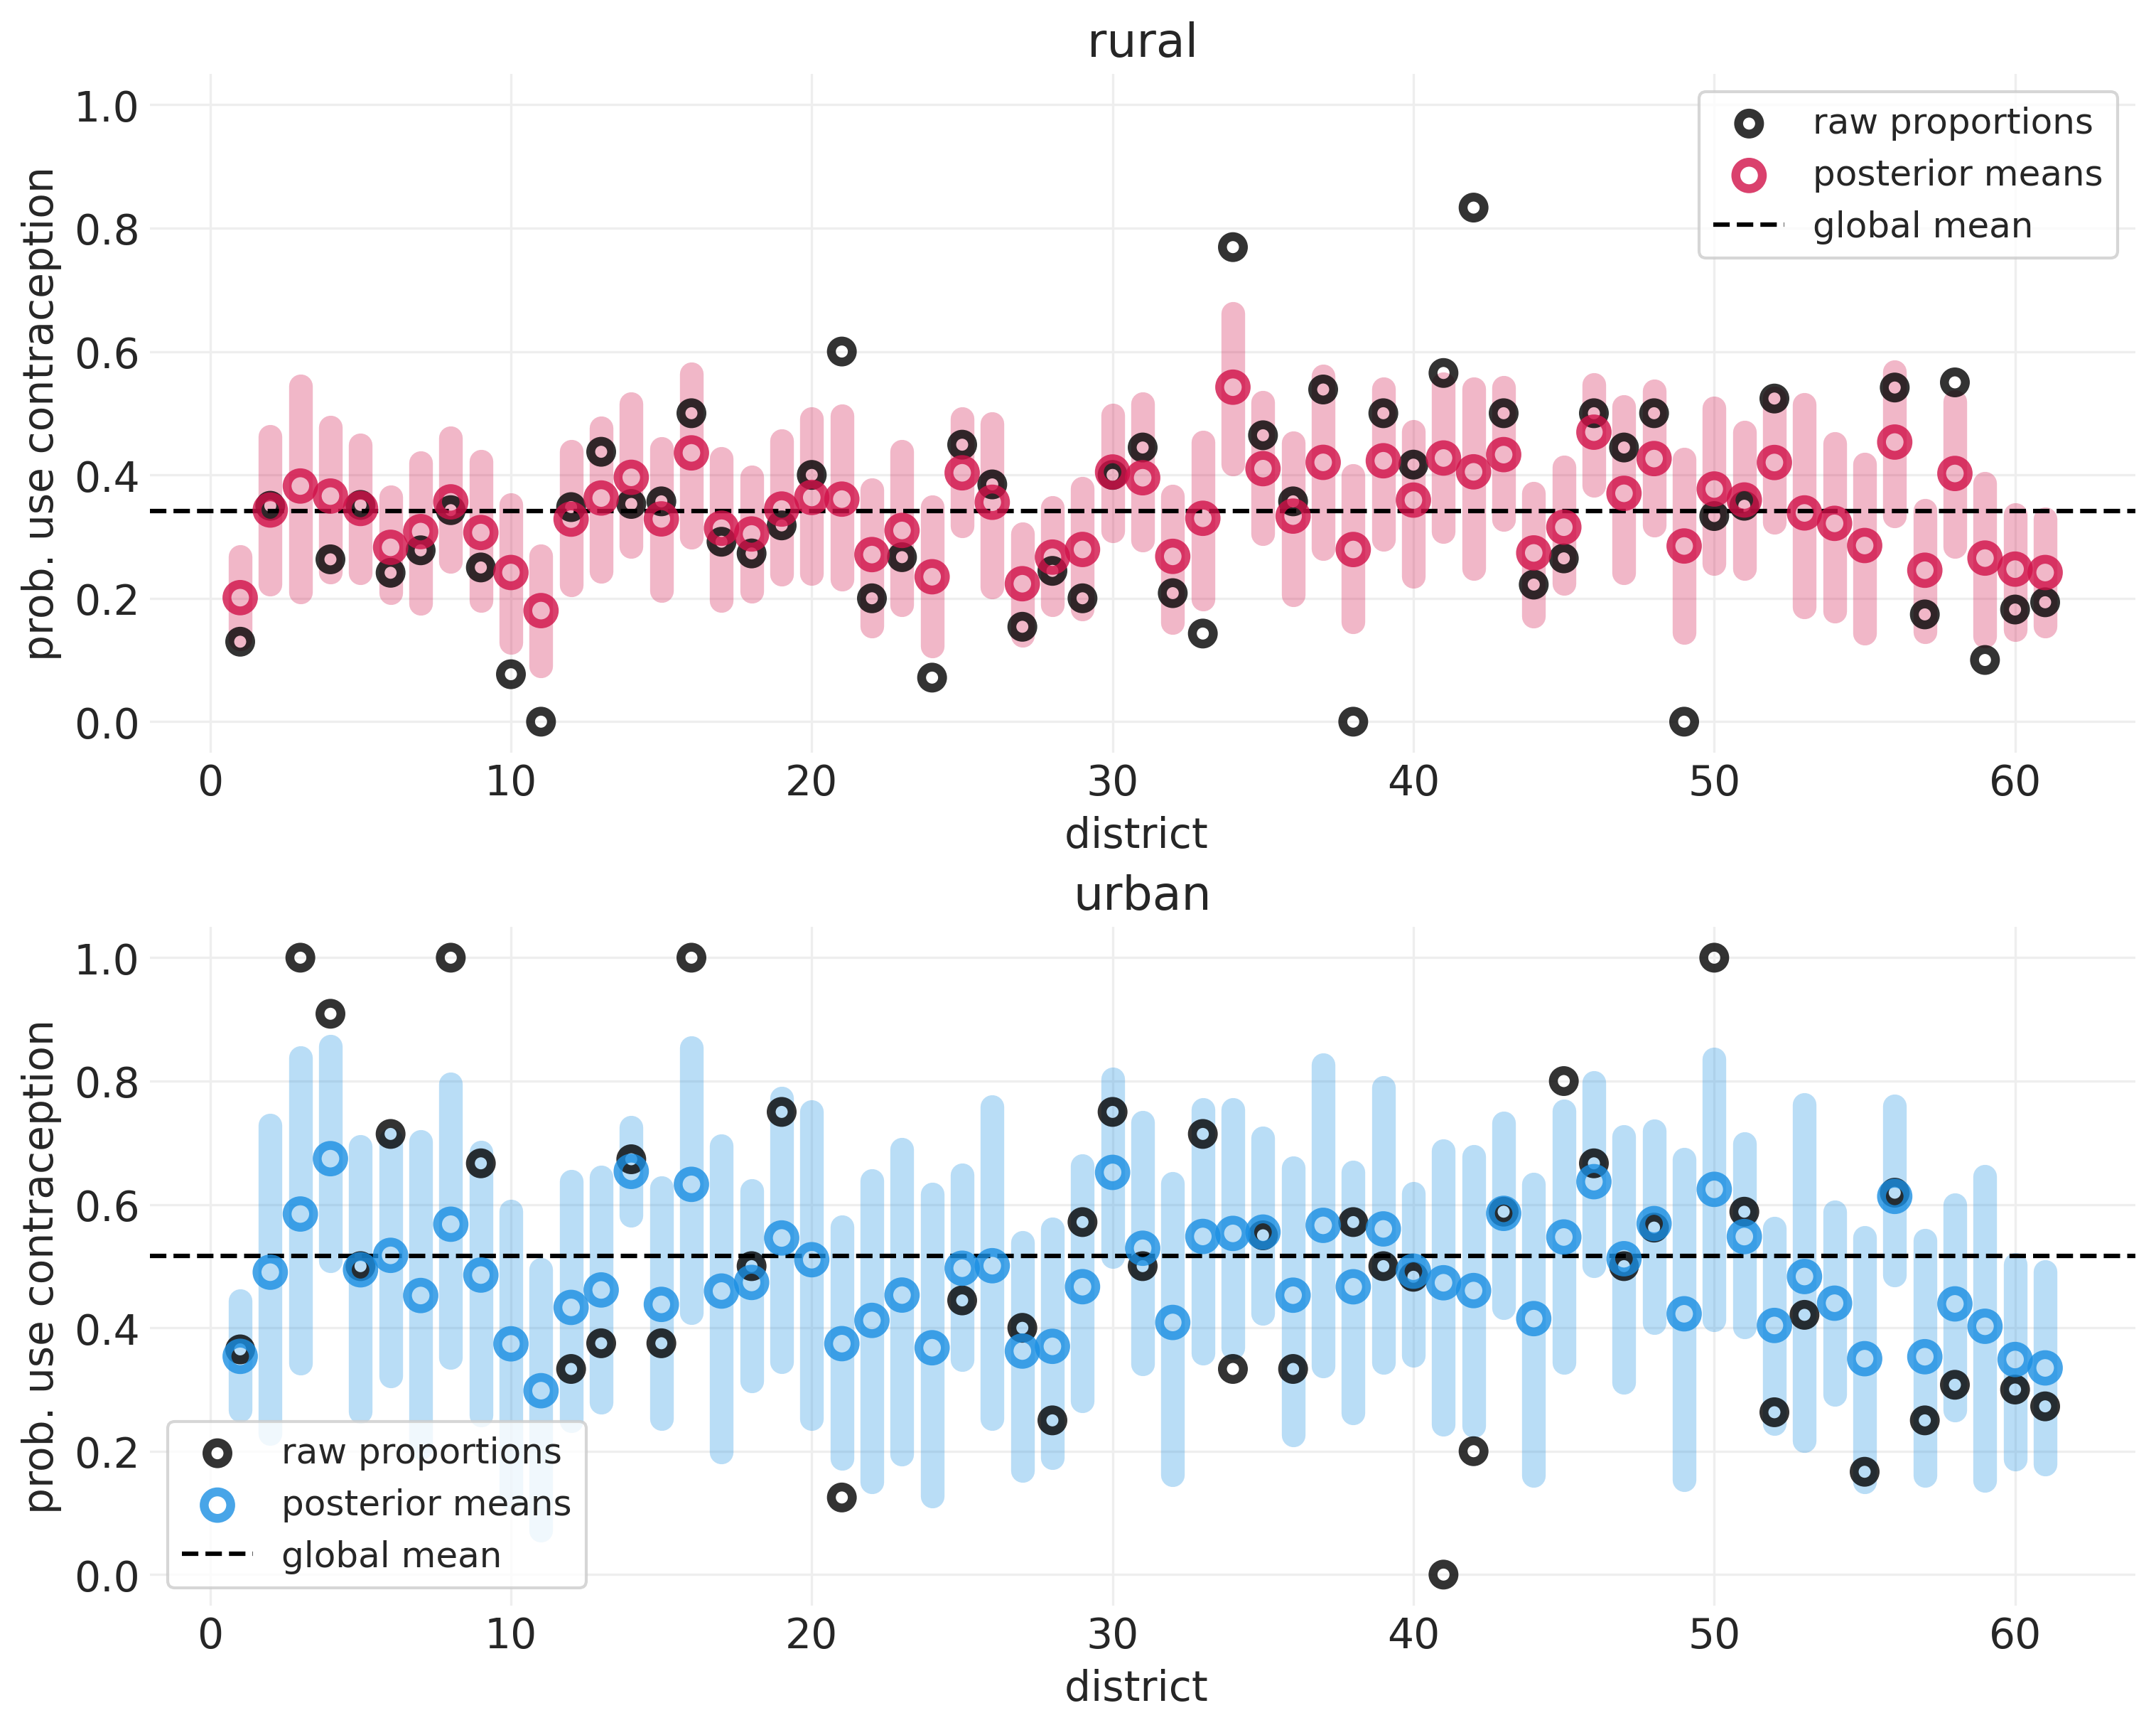 rural
prob. use contraception
1.0
0.8
0.6
0.4
0.2
0.0
raw proportions
posterior means
global mean
0 10 20 30 40 50 60
district
urban
prob. use contraception
1.0
0.8
0.6
0.4
0.2
0.0
raw proportions
posterior means
global mean
0 10 20 30 40 50 60
district